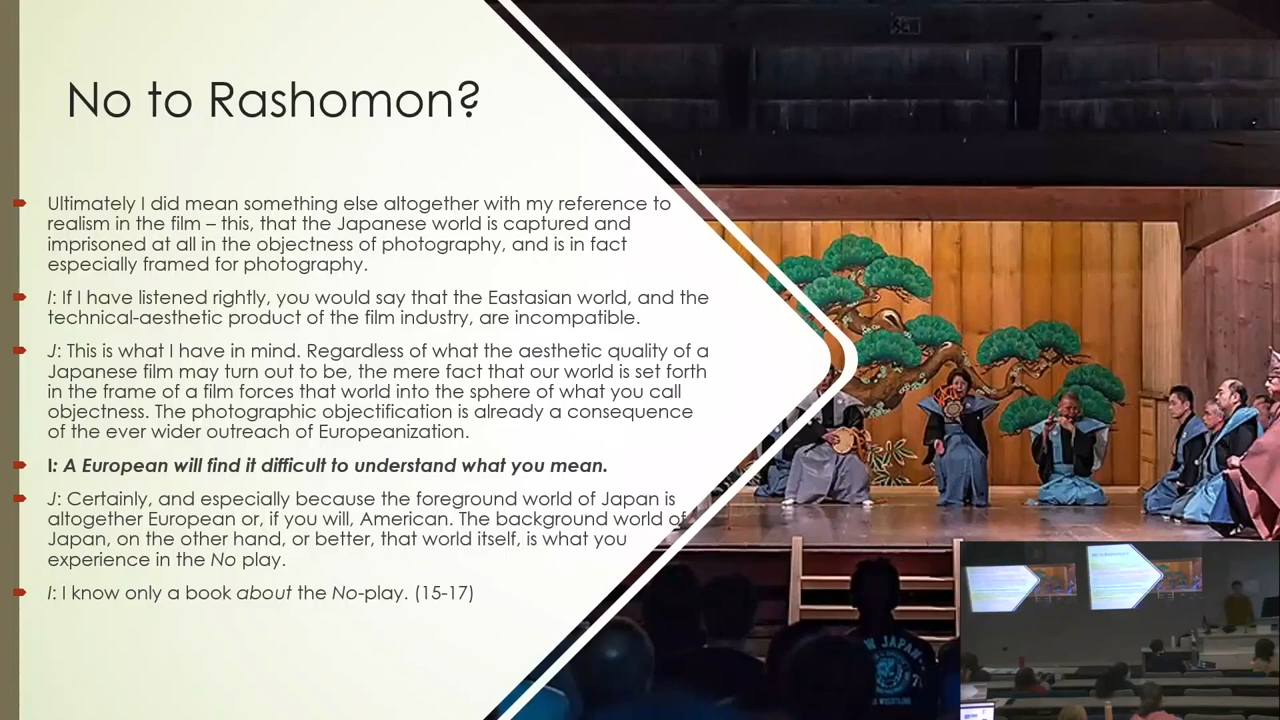 No to Rashomon?
Ultimately I did mean something else altogether with my reference to
realism in the film – this, that the Japanese world is captured and
imprisoned at all in the objectness of photography, and is in fact
especially framed for photography.
I: If I have listened rightly, you would say that the Eastasian world, and the
technical-aesthetic product of the film industry, are incompatible.
J: This is what I have in mind. Regardless of what the aesthetic quality of a
Japanese film may turn out to be, the mere fact that our world is set forth
in the frame of a film forces that world into the sphere of what you call
objectness. The photographic objectification is already a consequence
of the ever wider outreach of Europeanization.
I: A European will find it difficult to understand what you mean.
J: Certainly, and especially because the foreground world of Japan is
altogether European or, if you will, American. The background world of
Japan, on the other hand, or better, that world itself, is what you
experience in the No play.
I: I know only a book about the No-play. (15-17)
JAPAN
WRESTLING